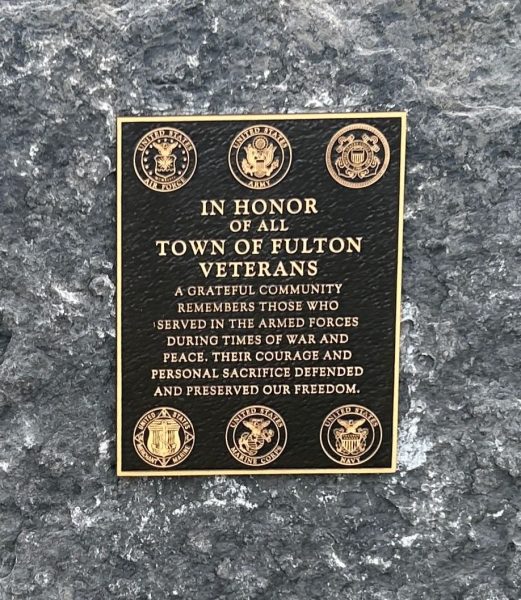 UNITED STATES
AIR FORCE
UNITED STATES
ARMY
IN HONOR
OF ALL
TOWN OF FULTON
VETERANS
A GRATEFUL COMMUNITY
REMEMBERS THOSE WHO
SERVED IN THE ARMED FORCES
DURING TIMES OF WAR AND
PEACE. THEIR COURAGE AND
PERSONAL SACRIFICE DEFENDED
AND PRESERVED OUR FREEDOM.
UNITED STATES
MERCHANT MARINE
UNITED STATES
MARINE CORPS
UNITED STATES
NAVY